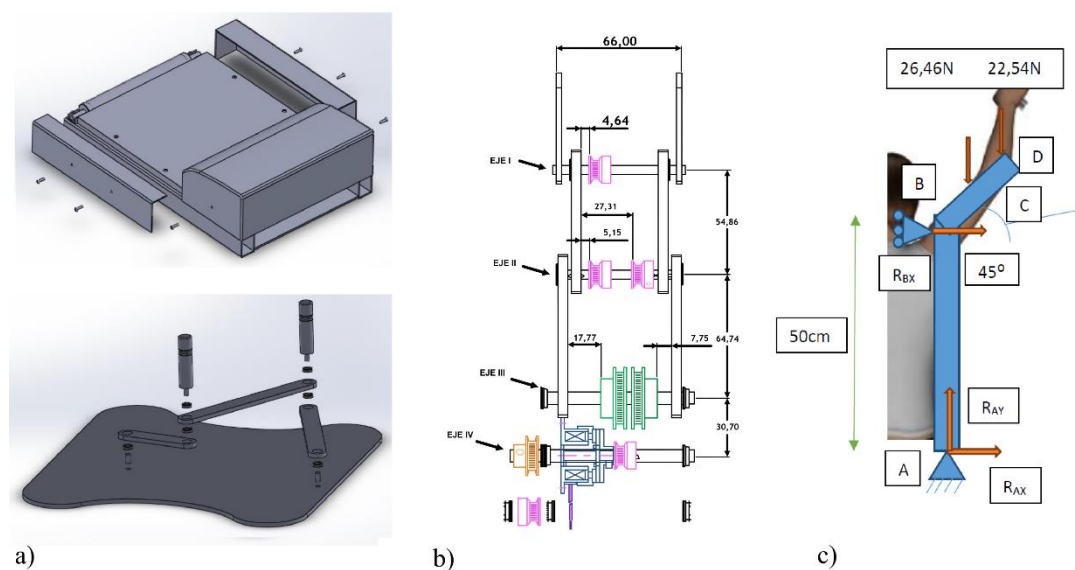 66,00
4,64
EJE I
27,31
54,86
5,15
EJE II
17,77
7,75
64,74
EJE III
30,70
EJE IV
26,46N 22,54N
D
B
C
RBX
45º
50cm
RAY
A
RAX
a)
b)
c)